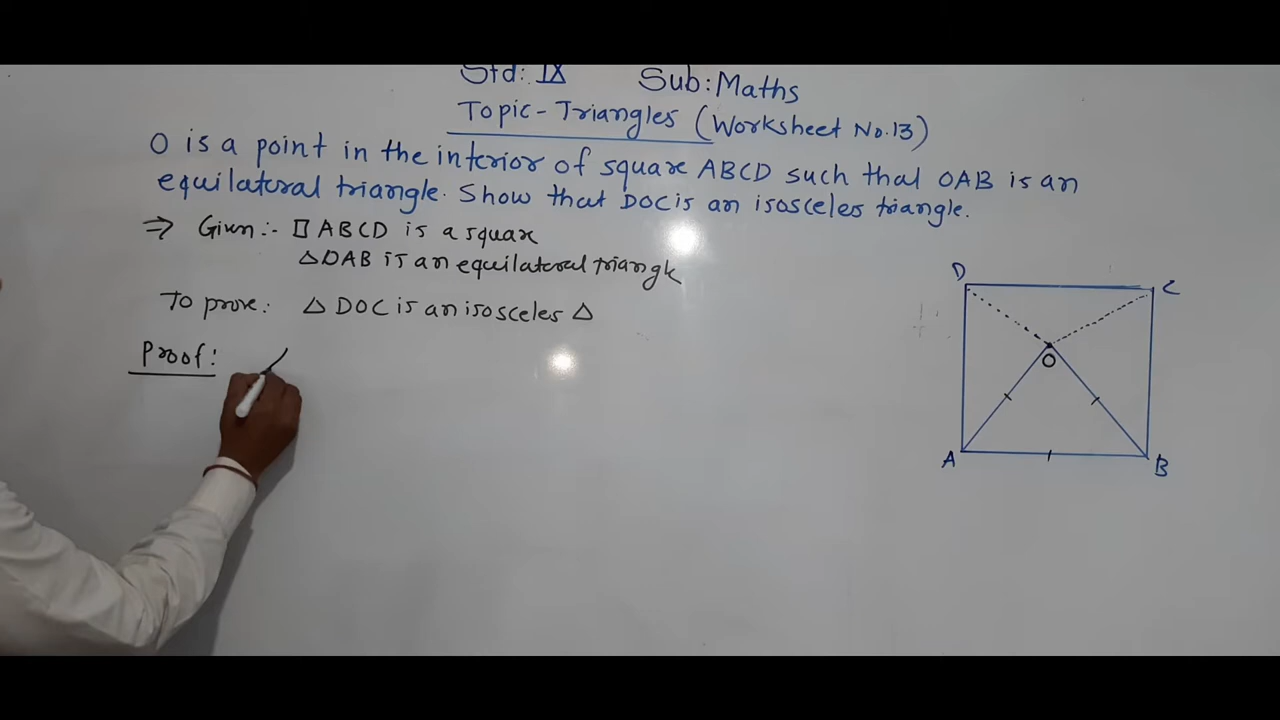 Std: IX Sub: Maths
Topic - Triangles (Worksheet No. 13)
O is a point in the interior of square ABCD such that OAB is an
equilateral triangle. Show that DOC is an isosceles triangle.
⇒ Given :- □ ABCD is a square
△OAB is an equilateral triangle
To prove: △ DOC is an isosceles △
Proof:
D
C
O
A
B